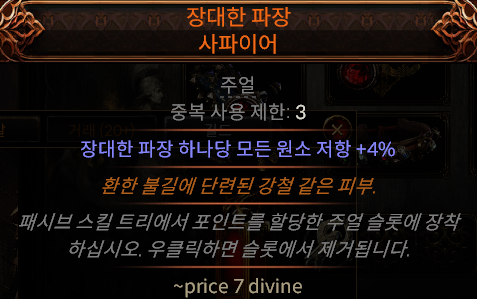 장대한 파장
사파이어
주얼
중복 사용 제한: 3
장대한 파장 하나당 모든 원소 저항 +4%
환한 불길에 단련된 강철 같은 피부.
패시브 스킬 트리에서 포인트를 할당한 주얼 슬롯에 장착
하십시오. 우클릭하면 슬롯에서 제거됩니다.
~price 7 divine